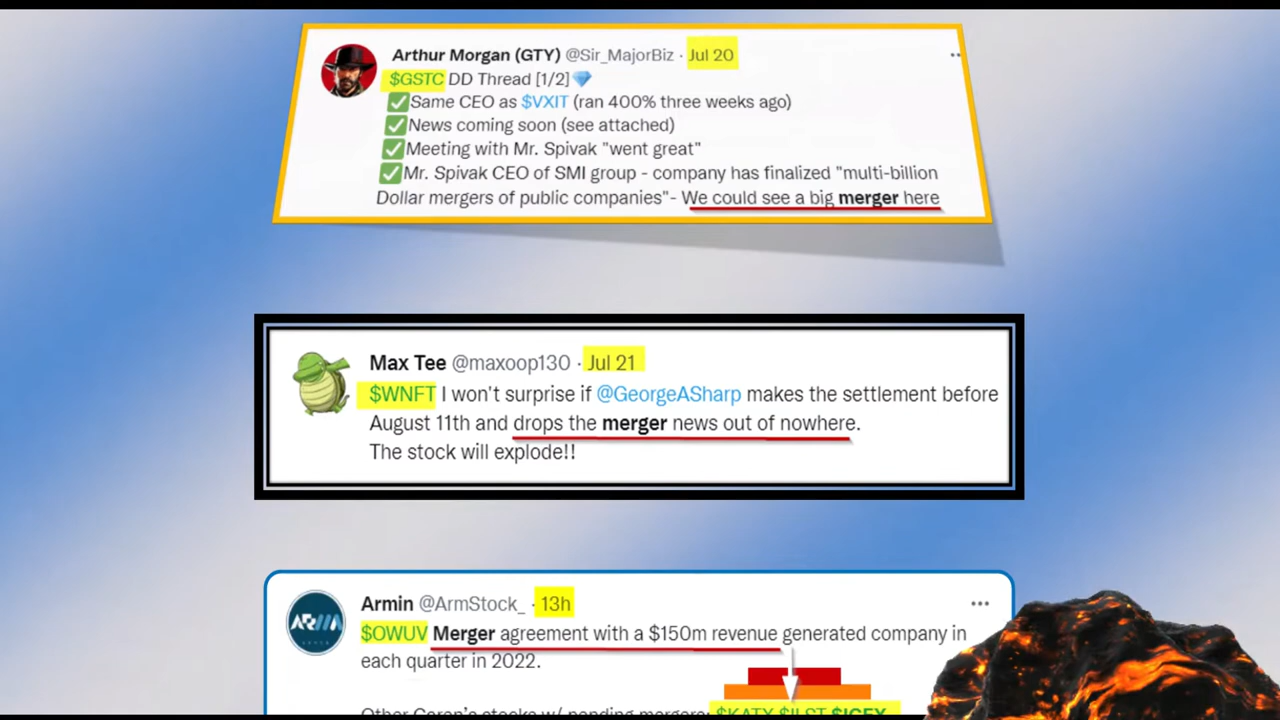 Arthur Morgan (GTY) @Sir_MajorBiz · Jul 20
$GSTC DD Thread [1/2]💎
✅Same CEO as $VXIT (ran 400% three weeks ago)
✅News coming soon (see attached)
✅Meeting with Mr. Spivak "went great"
✅Mr. Spivak CEO of SMI group - company has finalized "multi-billion
Dollar mergers of public companies"- We could see a big merger here
Max Tee @maxoop130 · Jul 21
$WNFT I won't surprise if @GeorgeASharp makes the settlement before
August 11th and drops the merger news out of nowhere.
The stock will explode!!
Armin @ArmStock_ · 13h
$OWUV Merger agreement with a $150m revenue generated company in
each quarter in 2022.
Other Goran's stocks w/ pending mergers: $KATX $ILST $IGEX